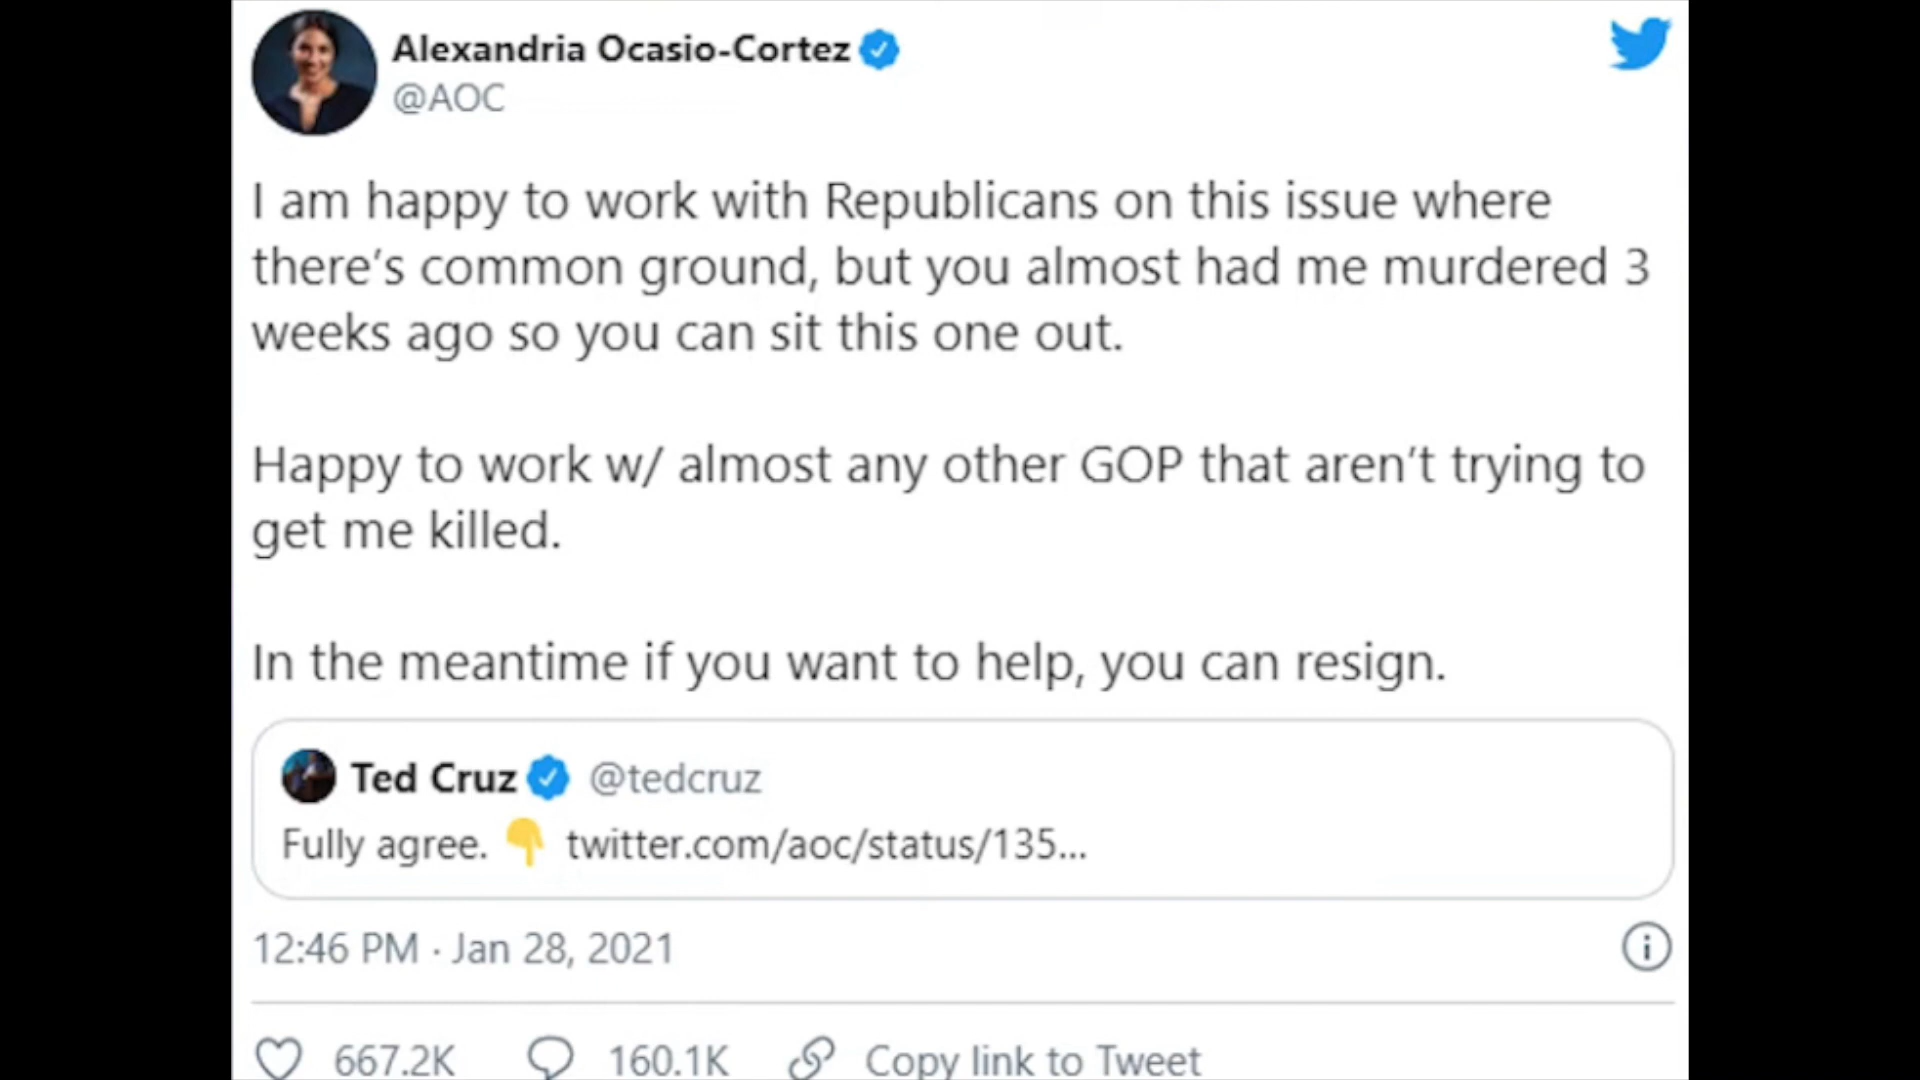 Alexandria Ocasio-Cortez
@AOC
I am happy to work with Republicans on this issue where
there's common ground, but you almost had me murdered 3
weeks ago so you can sit this one out.
Happy to work w/ almost any other GOP that aren't trying to
get me killed.
In the meantime if you want to help, you can resign.
Ted Cruz @tedcruz
Fully agree. 👇 twitter.com/aoc/status/135...
12:46 PM · Jan 28, 2021
667.2K 160.1K Copy link to Tweet